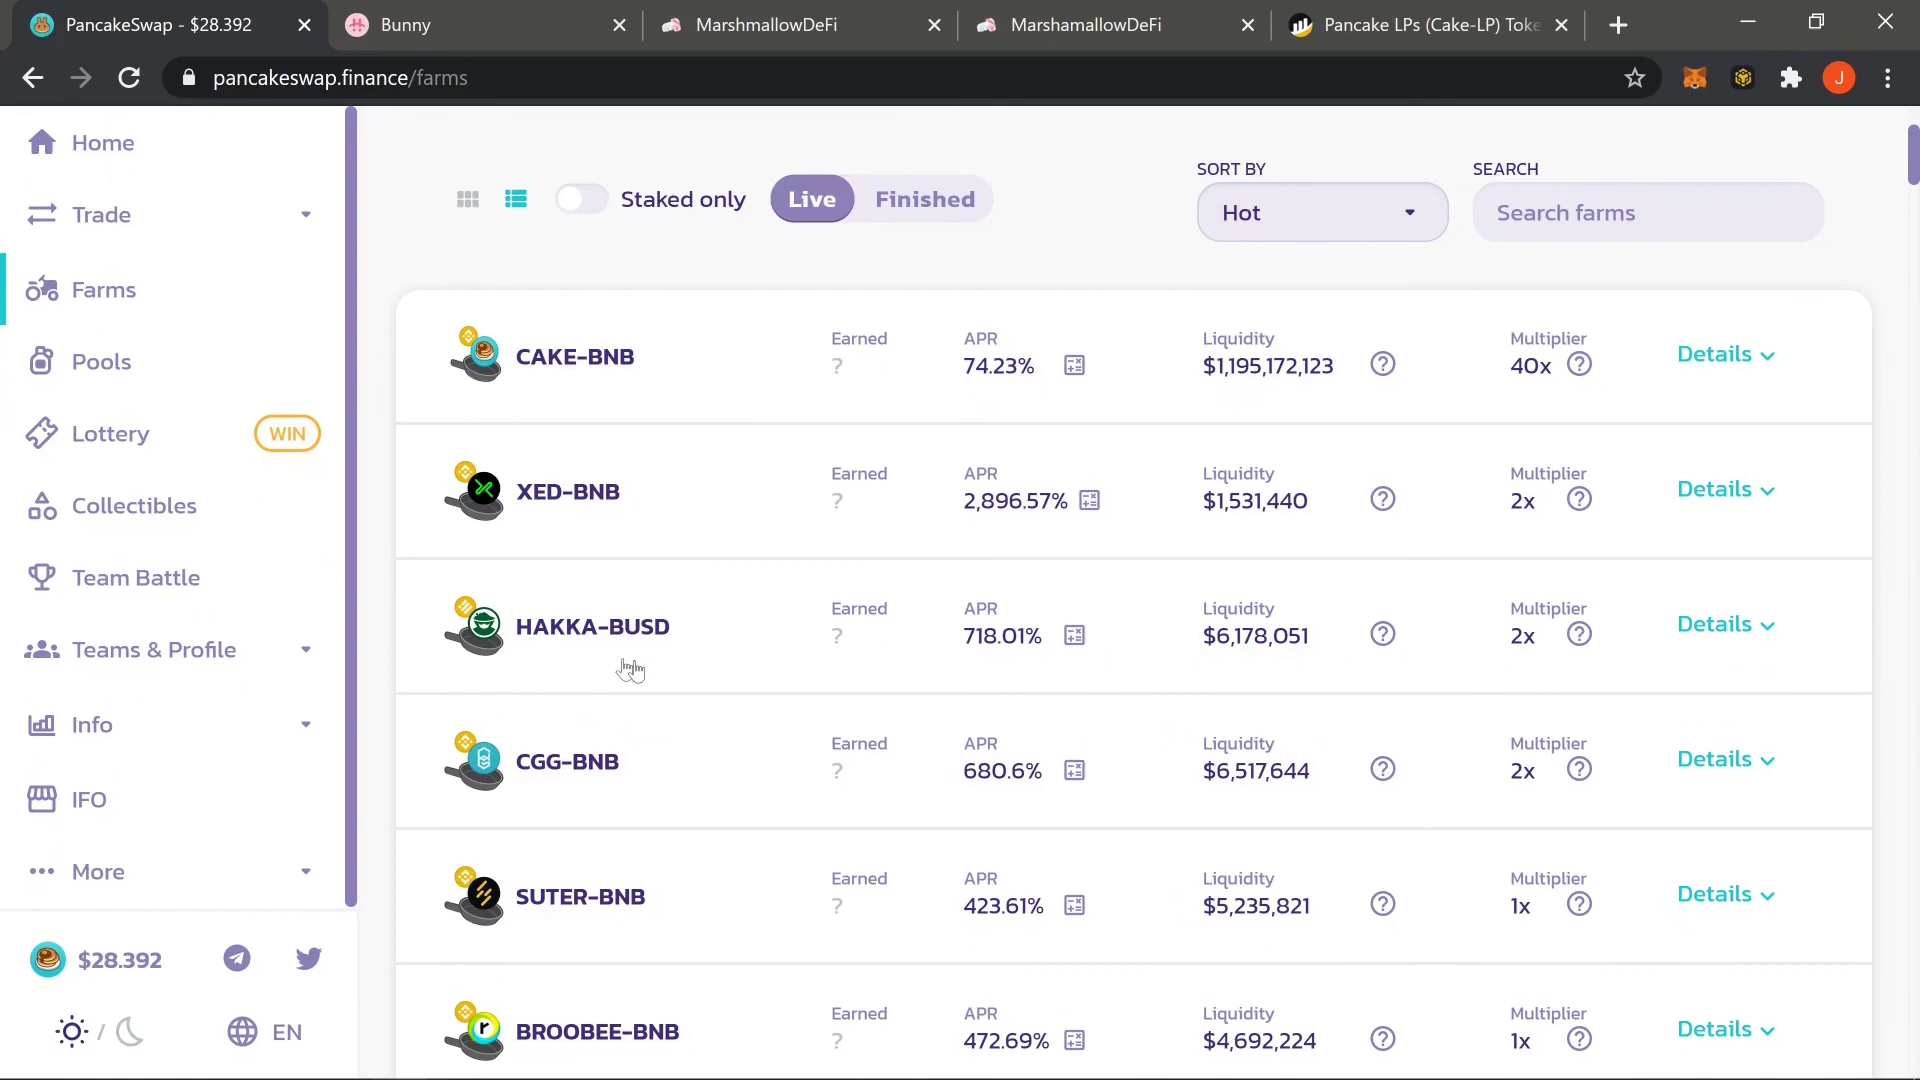 PancakeSwap - $28.392
Bunny
MarshmallowDeFi
MarshamallowDeFi
Pancake LPs (Cake-LP) Toke
pancakeswap.finance/farms
J
Home
Trade
Farms
Pools
Lottery
WIN
Collectibles
Team Battle
Teams & Profile
Info
IFO
More
$28.392
/
EN
Staked only
Live
Finished
SORT BY
Hot
SEARCH
Search farms
CAKE-BNB
Earned
?
APR
74.23%
Liquidity
$1,195,172,123
?
Multiplier
40x
?
Details
XED-BNB
Earned
?
APR
2,896.57%
Liquidity
$1,531,440
?
Multiplier
2x
?
Details
HAKKA-BUSD
Earned
?
APR
718.01%
Liquidity
$6,178,051
?
Multiplier
2x
?
Details
CGG-BNB
Earned
?
APR
680.6%
Liquidity
$6,517,644
?
Multiplier
2x
?
Details
SUTER-BNB
Earned
?
APR
423.61%
Liquidity
$5,235,821
?
Multiplier
1x
?
Details
r
BROOBEE-BNB
Earned
?
APR
472.69%
Liquidity
$4,692,224
?
Multiplier
1x
?
Details